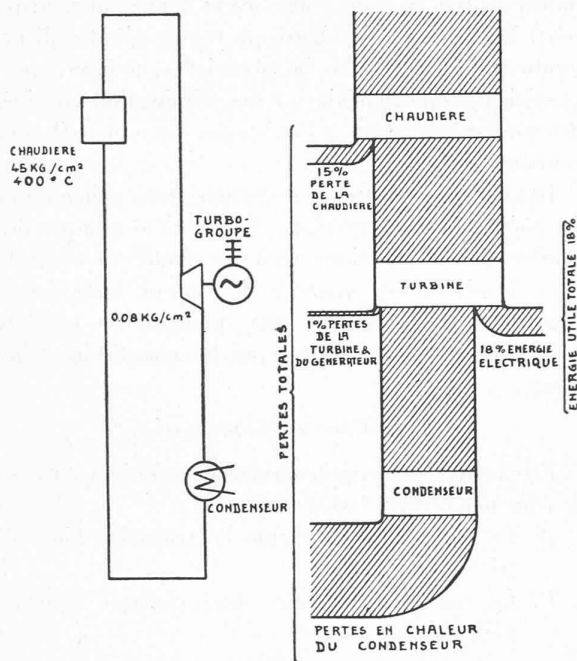 CHAUDIERE
45 KG/cm²
400° C
TURBO-
GROUPE
0.08 KG/cm²
CONDENSEUR
CHAUDIERE
15%
PERTE
DE LA
CHAUDIERE
TURBINE
1% PERTES
DE LA
TURBINE &
DU GENERATEUR
18% ENERGIE
ELECTRIQUE
PERTES TOTALES
ENERGIE UTILE TOTALE 18%
CONDENSEUR
PERTES EN CHALEUR
DU CONDENSEUR